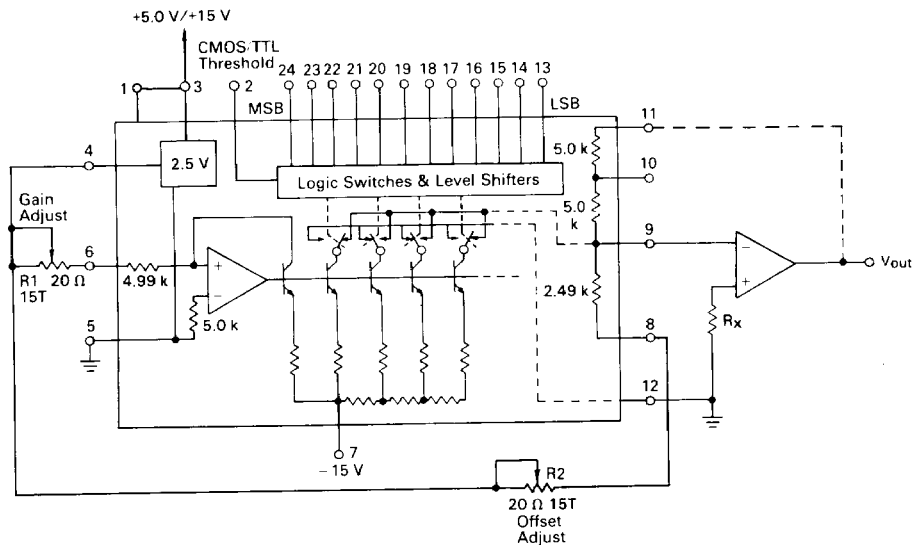 +5.0 V/+15 V
CMOS/TTL
Threshold
1
3
2
24
23
22
21
20
19
18
17
16
15
14
13
MSB
LSB
11
4
2.5 V
5.0 k
10
Logic Switches & Level Shifters
Gain
Adjust
5.0
k
6
9
R1
15T
20 Ω
4.99 k
+
−
−
+
Vout
2.49 k
5
5.0 k
8
Rx
12
7
− 15 V
R2
20 Ω 15T
Offset
Adjust